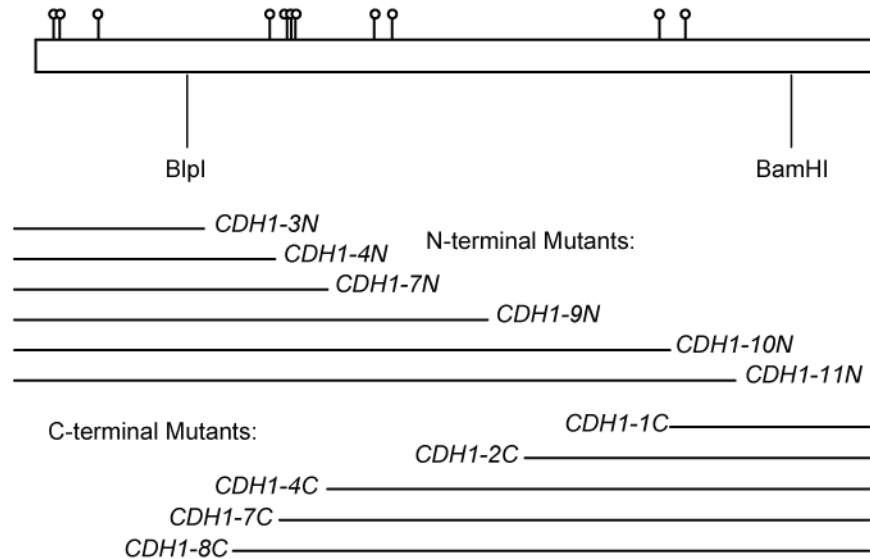 BlpI
BamHI
CDH1-3N
N-terminal Mutants:
CDH1-4N
CDH1-7N
CDH1-9N
CDH1-10N
CDH1-11N
C-terminal Mutants:
CDH1-1C
CDH1-2C
CDH1-4C
CDH1-7C
CDH1-8C